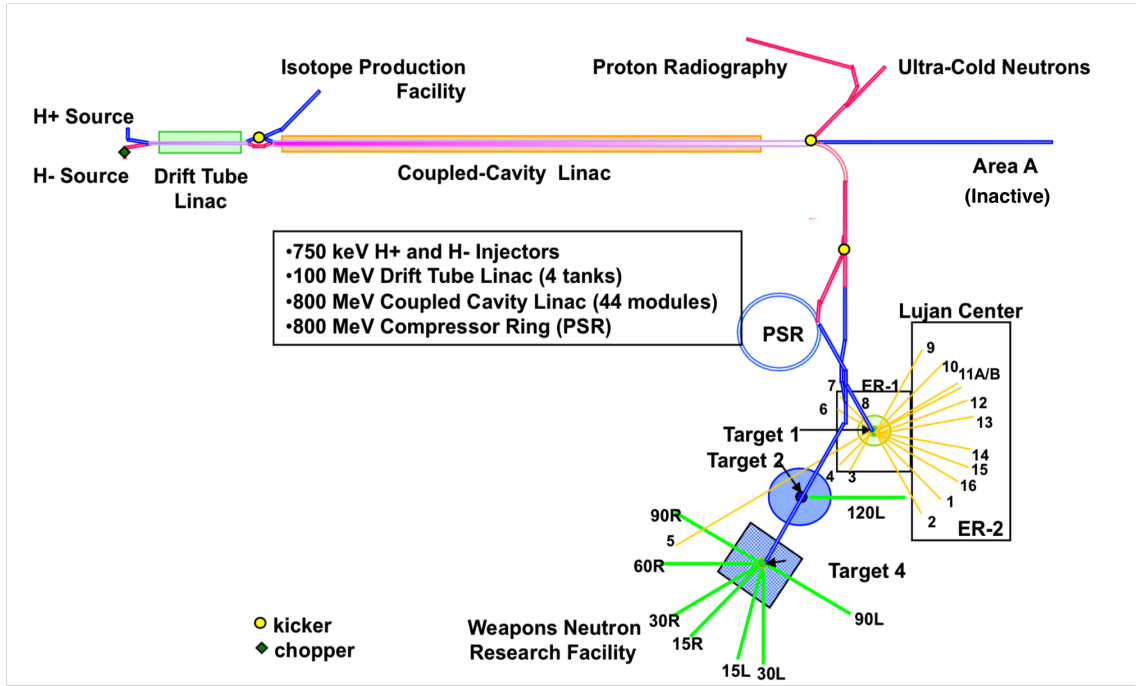 Isotope Production
Facility
Proton Radiography
Ultra-Cold Neutrons
H+ Source
H- Source
Drift Tube
Linac
Coupled-Cavity Linac
Area A
(Inactive)
•750 keV H+ and H- Injectors
•100 MeV Drift Tube Linac (4 tanks)
•800 MeV Coupled Cavity Linac (44 modules)
•800 MeV Compressor Ring (PSR)
PSR
Lujan Center
9
10
11A/B
12
13
14
15
16
1
2
ER-2
7
ER-1
8
6
Target 1
Target 2
4
3
120L
90R
5
60R
Target 4
30R
15R
15L
30L
90L
Weapons Neutron
Research Facility
kicker
chopper